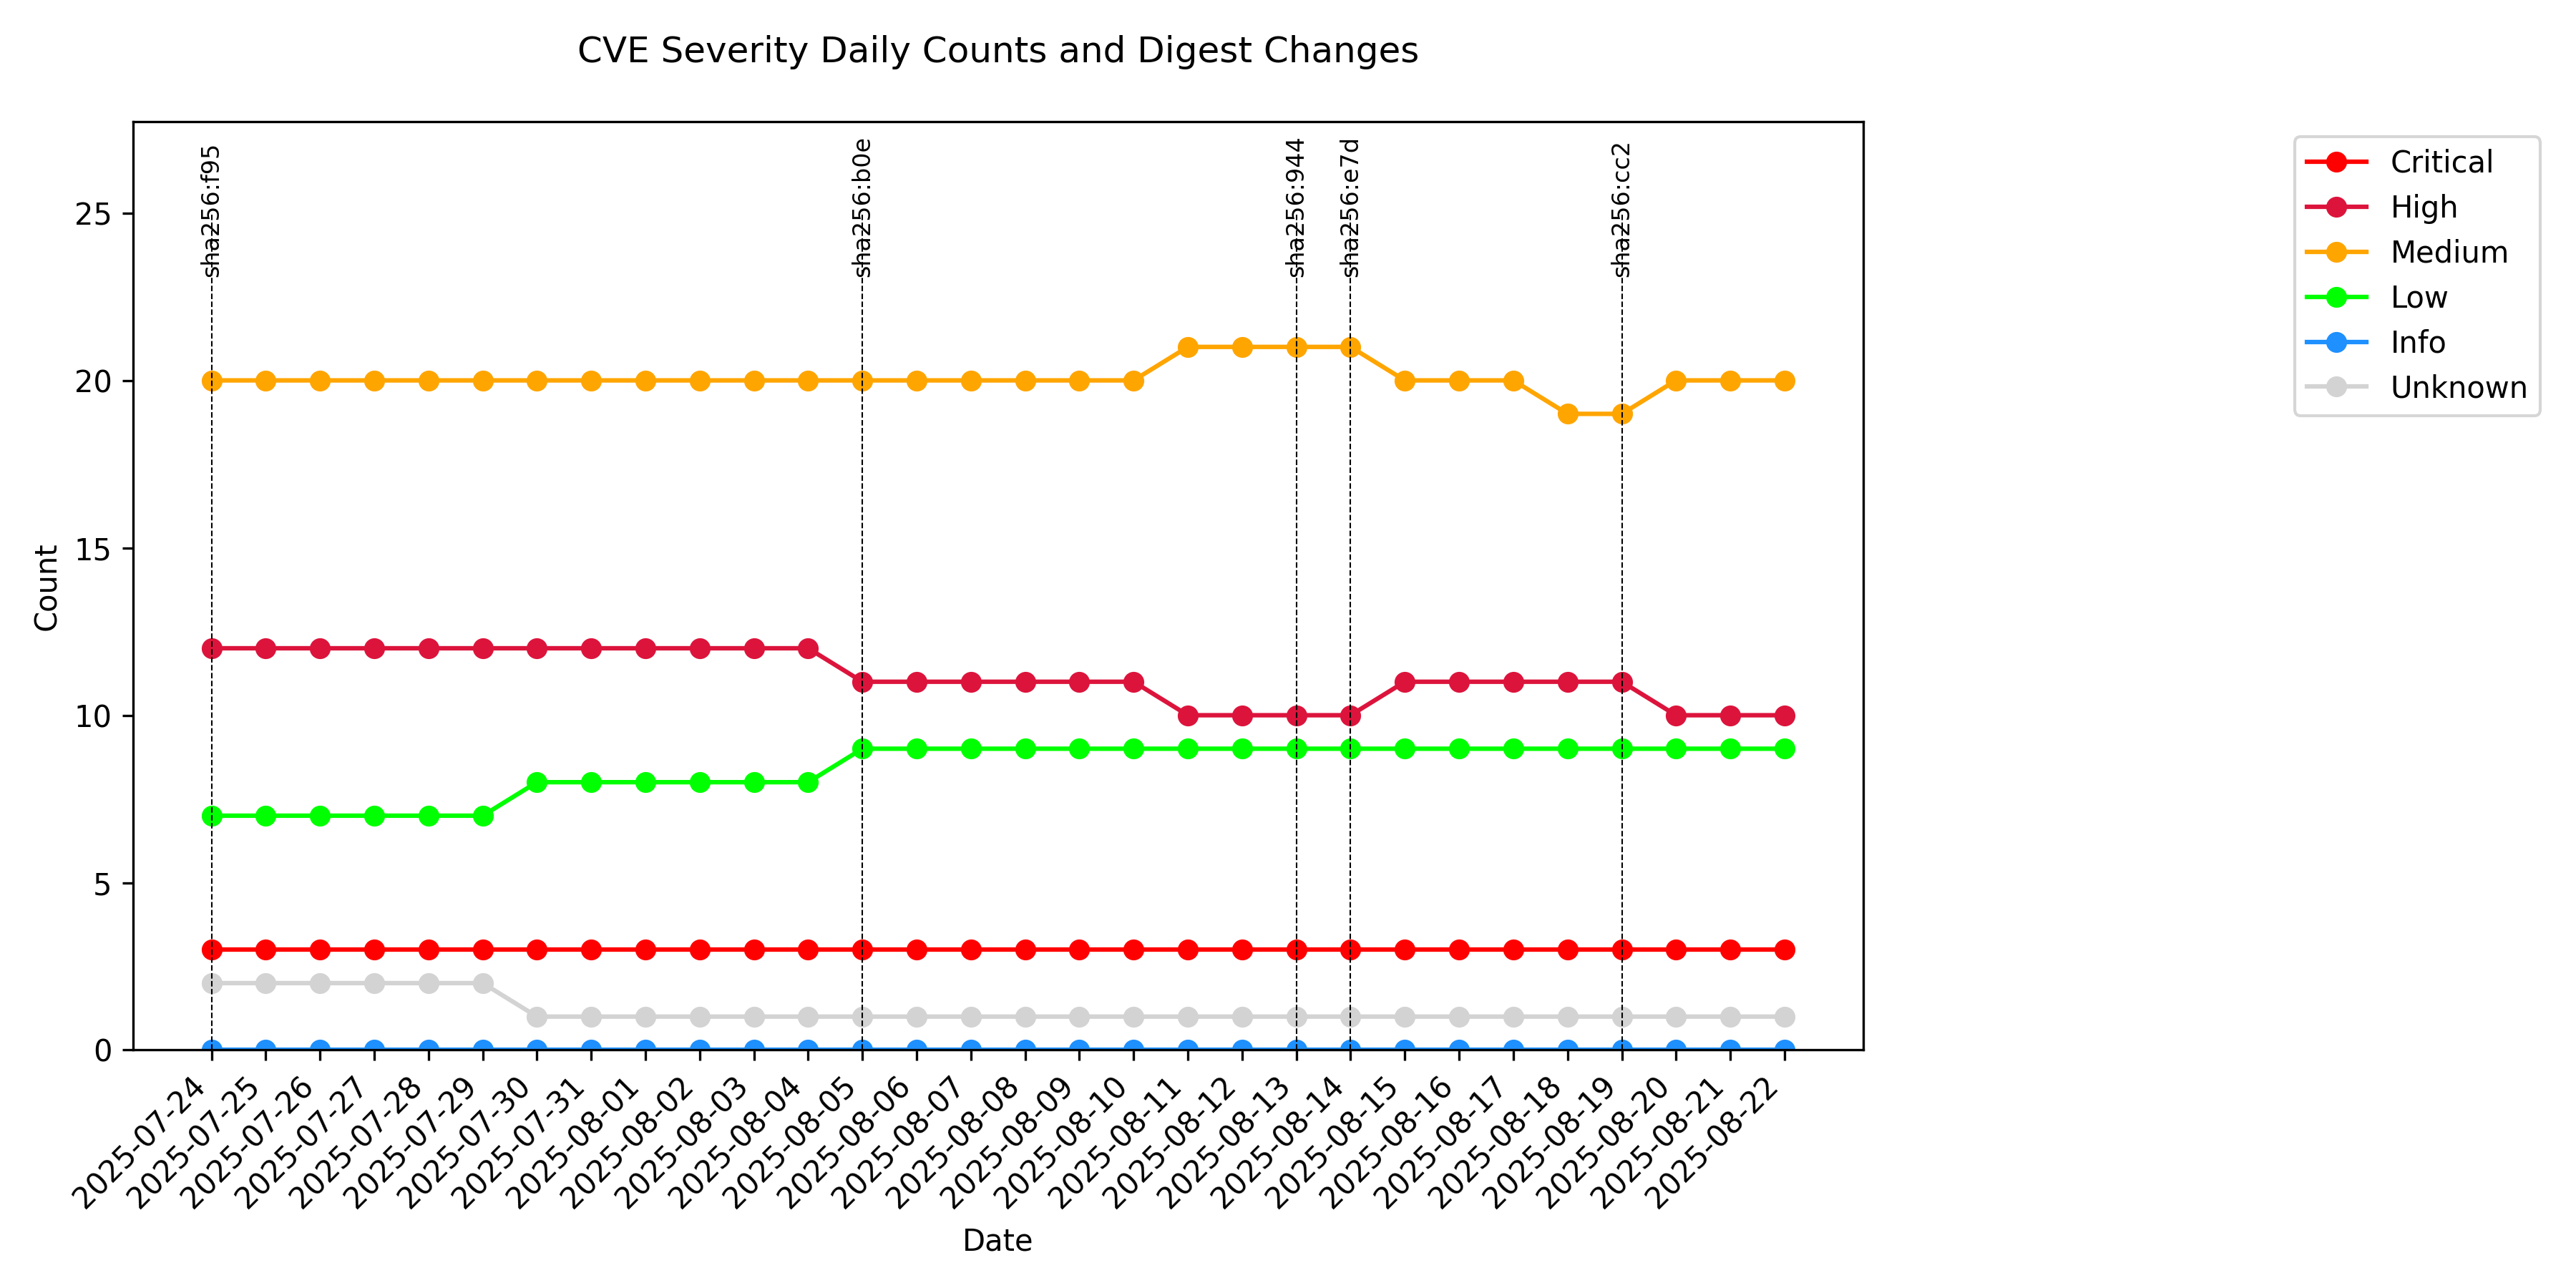 CVE Severity Daily Counts and Digest Changes
sha256:f95
sha256:b0e
sha256:944
sha256:e7d
sha256:cc2
Critical
High
Medium
Low
Info
Unknown
Count
25
20
15
10
5
0
2025-07-24
2025-07-25
2025-07-26
2025-07-27
2025-07-28
2025-07-29
2025-07-30
2025-07-31
2025-08-01
2025-08-02
2025-08-03
2025-08-04
2025-08-05
2025-08-06
2025-08-07
2025-08-08
2025-08-09
2025-08-10
2025-08-11
2025-08-12
2025-08-13
2025-08-14
2025-08-15
2025-08-16
2025-08-17
2025-08-18
2025-08-19
2025-08-20
2025-08-21
2025-08-22
Date